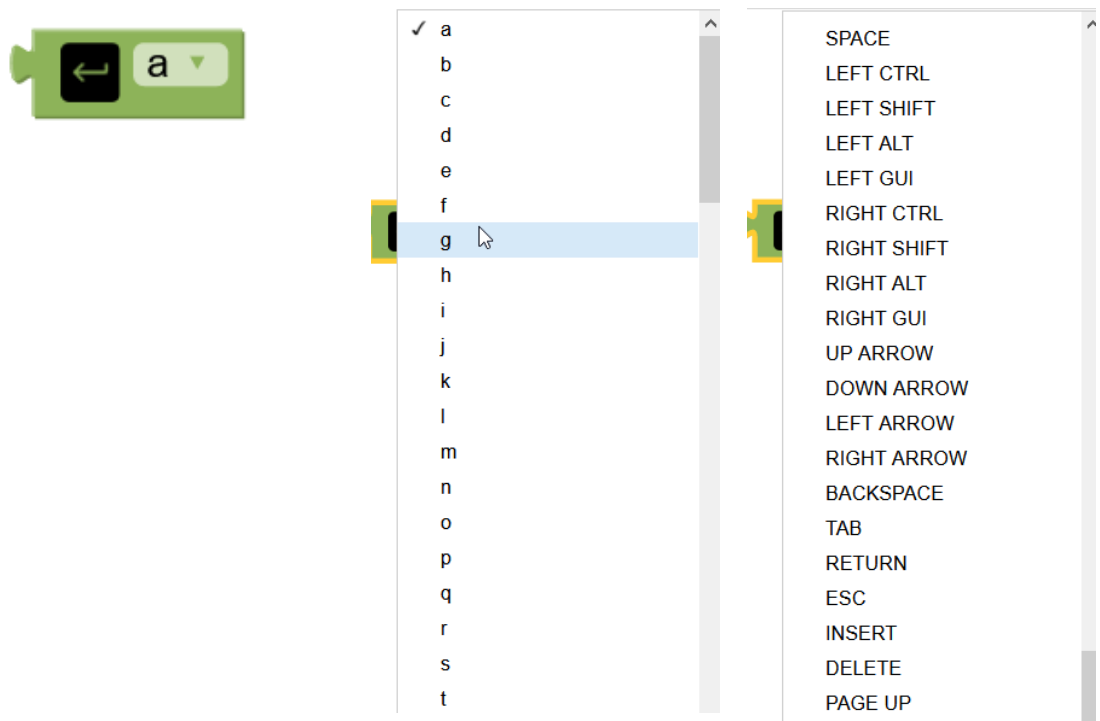 a
a
b
c
d
e
f
g
h
i
j
k
l
m
n
o
p
q
r
s
t
SPACE
LEFT CTRL
LEFT SHIFT
LEFT ALT
LEFT GUI
RIGHT CTRL
RIGHT SHIFT
RIGHT ALT
RIGHT GUI
UP ARROW
DOWN ARROW
LEFT ARROW
RIGHT ARROW
BACKSPACE
TAB
RETURN
ESC
INSERT
DELETE
PAGE UP